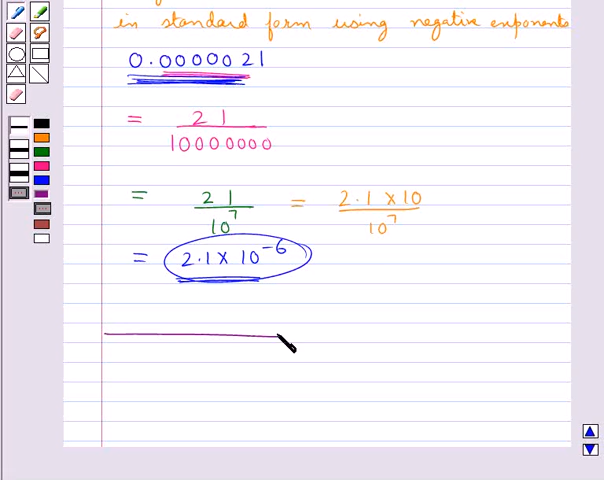 in standard form using negative exponents
0.0000021
= 21/10000000
= 21/10⁷ = 2.1×10/10⁷
= 2.1×10⁻⁶